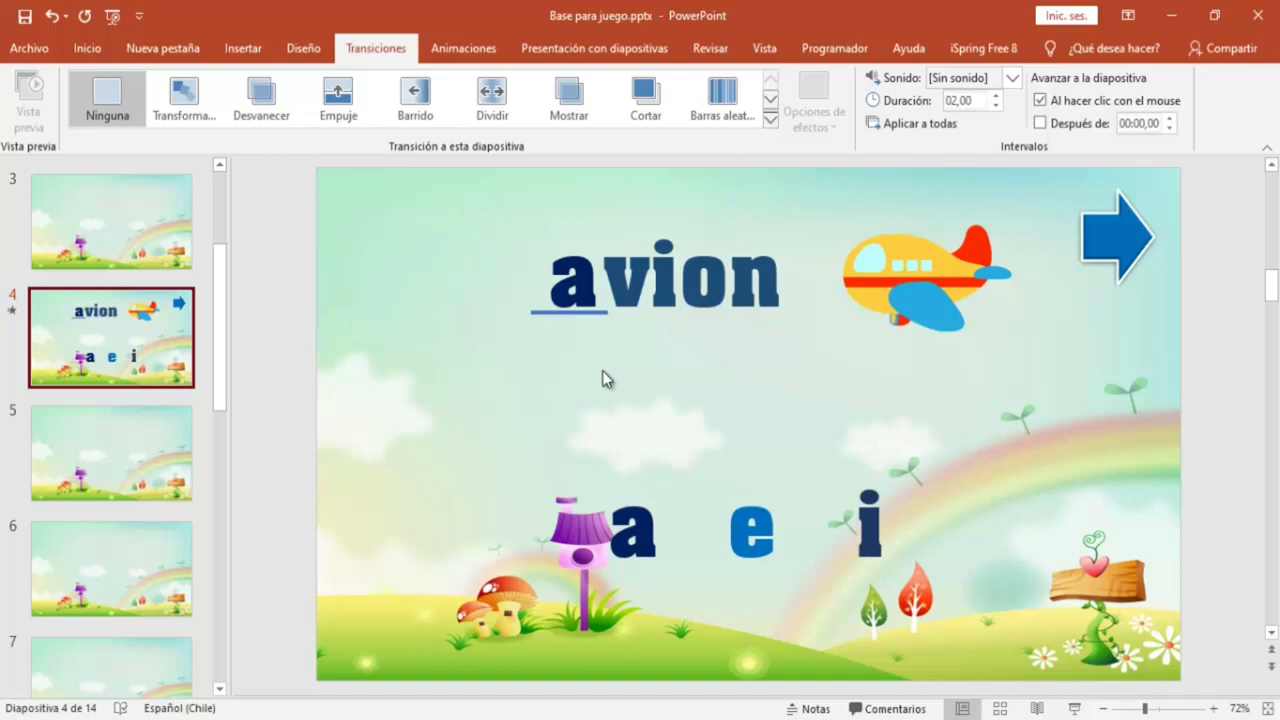 Base para juego.pptx - PowerPoint
Inic. ses.
Archivo Inicio Nueva pestaña Insertar Diseño Transiciones Animaciones Presentación con diapositivas Revisar Vista Programador Ayuda iSpring Free 8 ¿Qué desea hacer? Compartir
Vista previa
Ninguna Transforma... Desvanecer Empuje Barrido Dividir Mostrar Cortar Barras aleat...
Opciones de efectos
Sonido: [Sin sonido]
Duración: 02,00
Aplicar a todas
Avanzar a la diapositiva
Al hacer clic con el mouse
Después de: 00:00,00
Vista previa Transición a esta diapositiva Intervalos
3
4
avion
a e i
5
6
7
avion
a e i
Diapositiva 4 de 14 Español (Chile) Notas Comentarios 72%